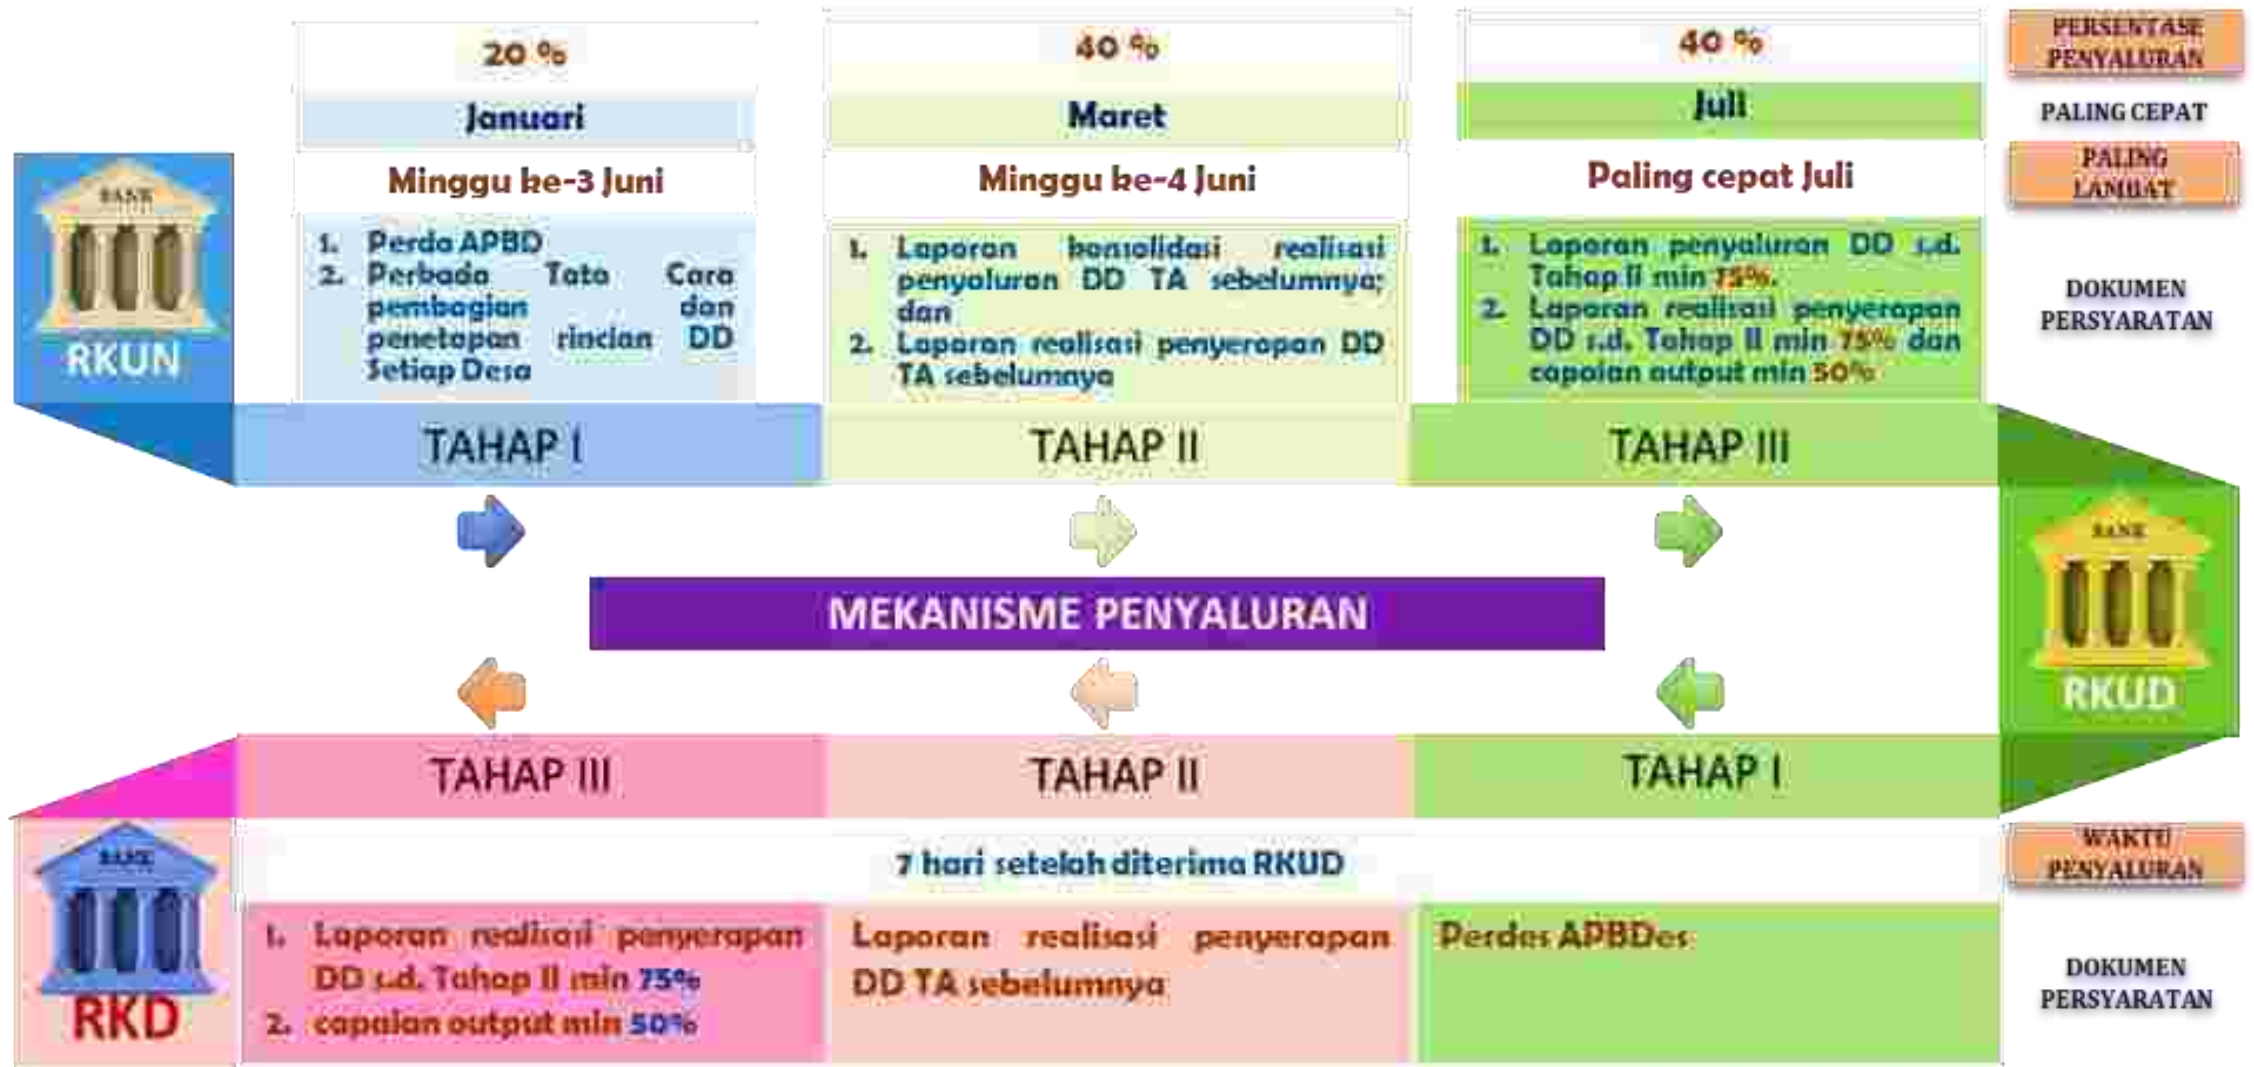 20 %
40 %
40 %
PERSENTASE
PENYALURAN
Januari
Maret
Juli
PALING CEPAT
Minggu ke-3 Juni
Minggu ke-4 Juni
Paling cepat Juli
PALING
LAMBAT
BANK
RKUN
1. Perda APBD
2. Perkada Tata Cara
pembagian dan
penetapan rincian DD
Setiap Desa
1. Laporan konsolidasi realisasi
penyaluran DD TA sebelumnya;
dan
2. Laporan realisasi penyerapan DD
TA sebelumnya
1. Laporan penyaluran DD s.d.
Tahap II min 75%.
2. Laporan realisasi penyerapan
DD s.d. Tahap II min 75% dan
capaian output min 50%
DOKUMEN
PERSYARATAN
TAHAP I
TAHAP II
TAHAP III
MEKANISME PENYALURAN
BANK
RKUD
TAHAP III
TAHAP II
TAHAP I
BANK
RKD
7 hari setelah diterima RKUD
WAKTU
PENYALURAN
1. Laporan realisasi penyerapan
DD s.d. Tahap II min 75%
2. capaian output min 50%
Laporan realisasi penyerapan
DD TA sebelumnya
Perdes APBDes
DOKUMEN
PERSYARATAN